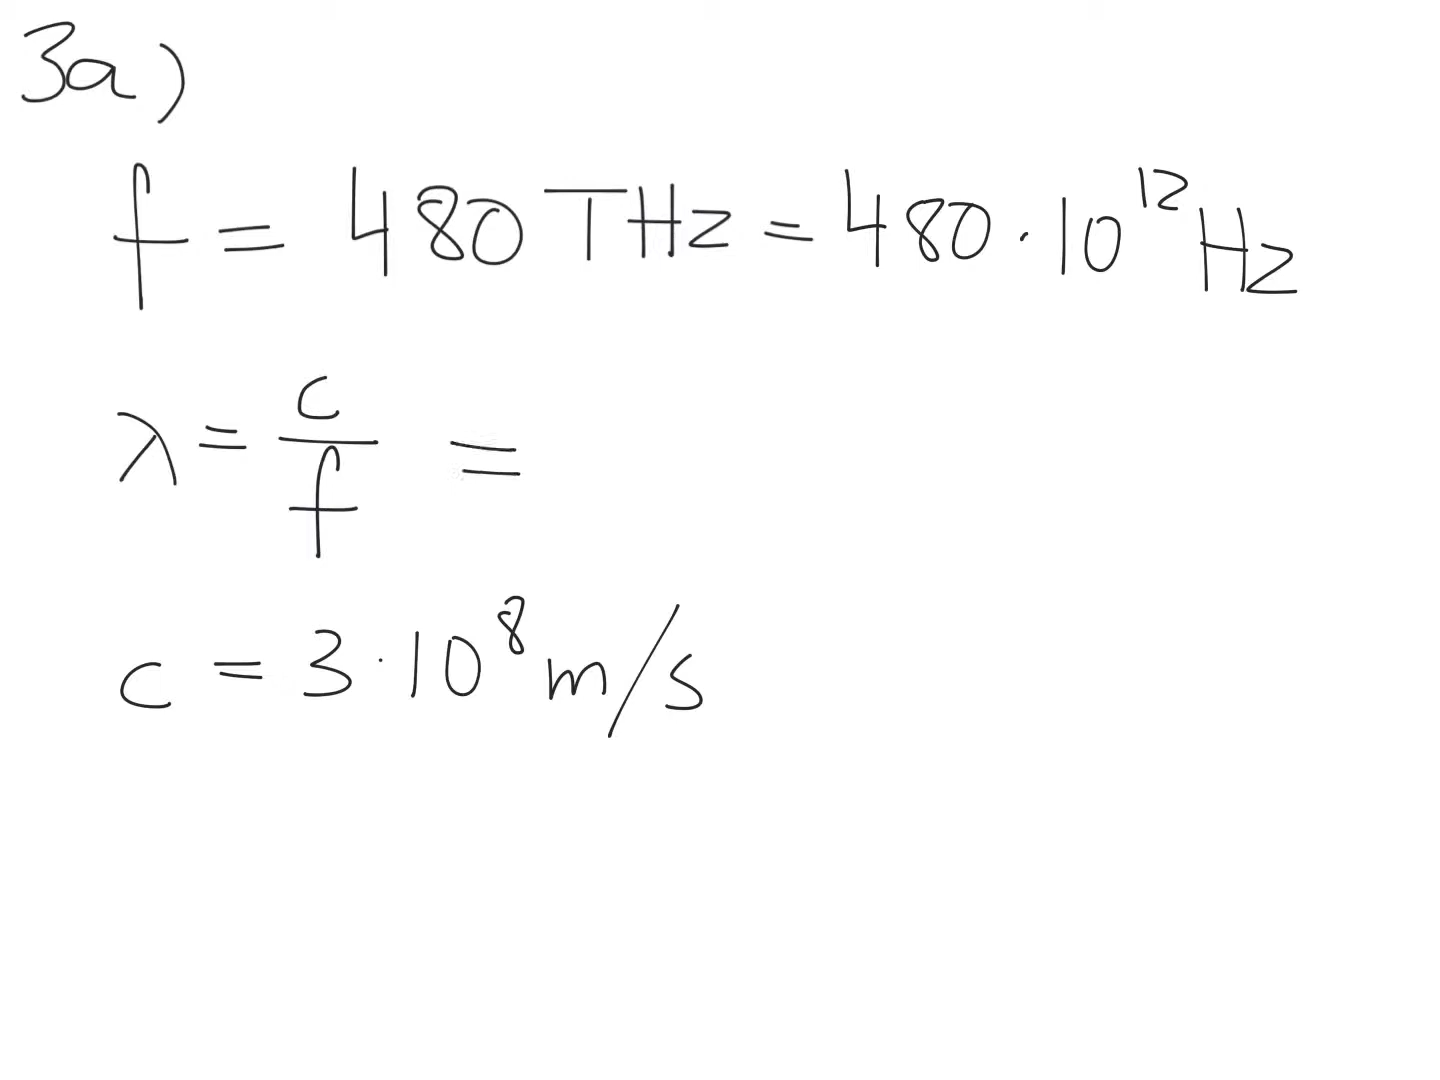 3a)
f = 480 THz = 480 · 10¹² Hz
λ = c/f =
c = 3 · 10⁸ m/s